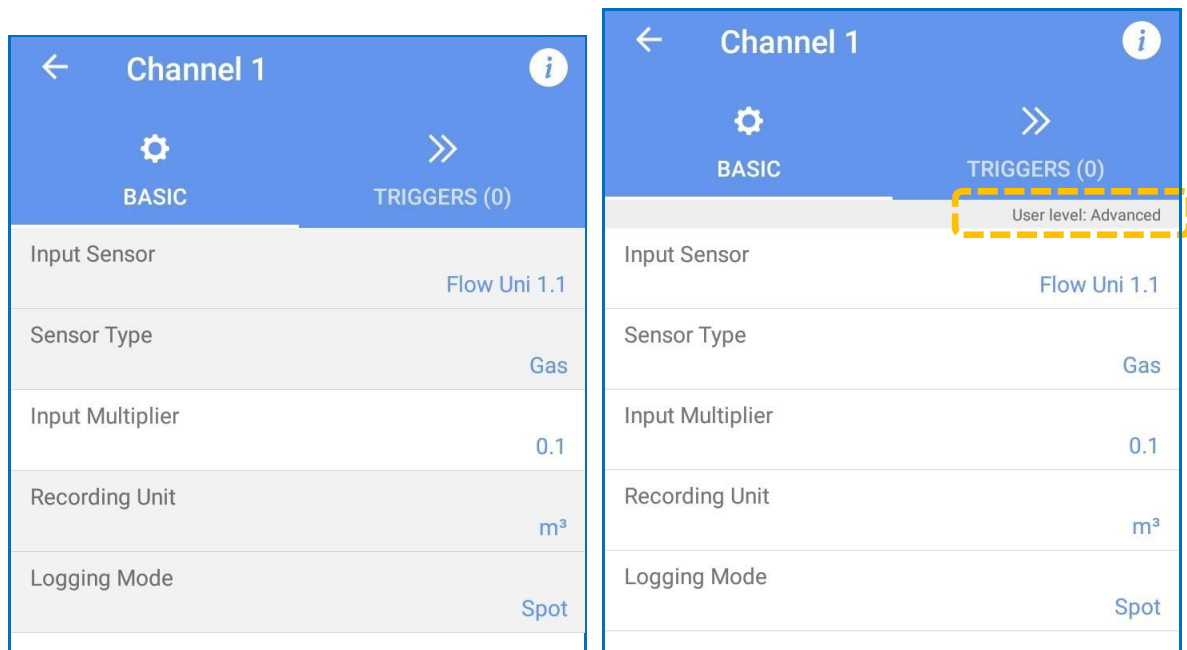 Channel 1
i
BASIC
TRIGGERS (0)
Input Sensor
Flow Uni 1.1
Sensor Type
Gas
Input Multiplier
0.1
Recording Unit
m³
Logging Mode
Spot
Channel 1
i
BASIC
TRIGGERS (0)
User level: Advanced
Input Sensor
Flow Uni 1.1
Sensor Type
Gas
Input Multiplier
0.1
Recording Unit
m³
Logging Mode
Spot